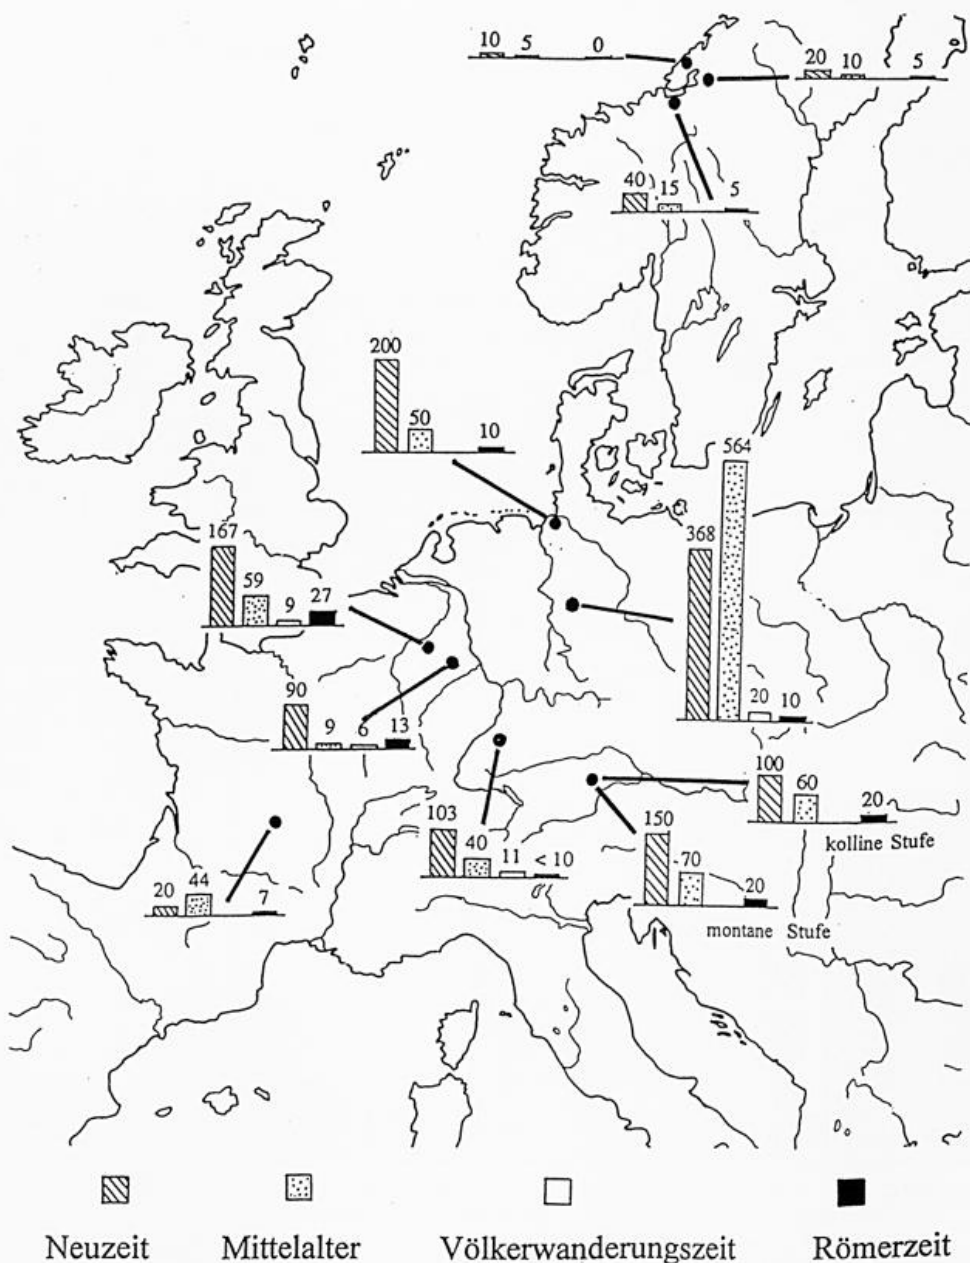 10 5 0
20 10 5
40 15 5
200
50
10
564
368
20 10
167
59
9 27
90
9 6 13
100
60
20
kolline Stufe
103
40
11 < 10
150
70
20
montane Stufe
20 44
7
Neuzeit Mittelalter Völkerwanderungszeit Römerzeit